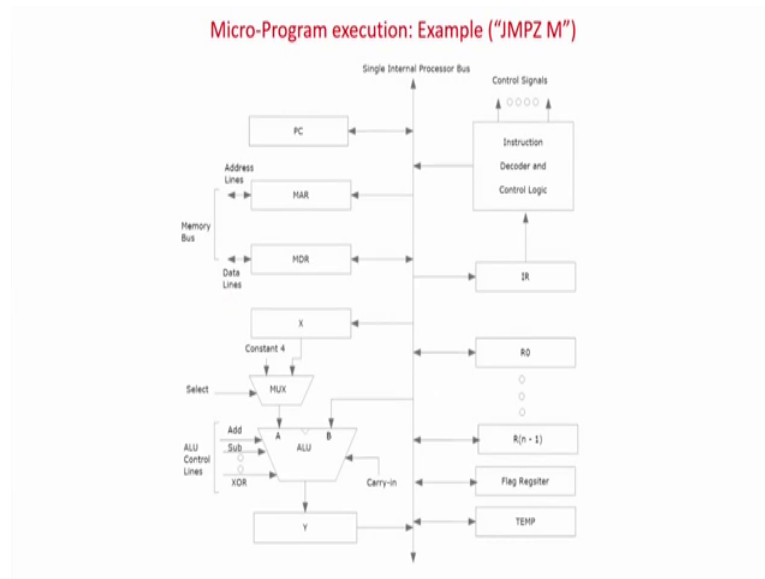 Micro-Program execution: Example ("JMPZ M")
Single Internal Processor Bus
Control Signals
PC
Instruction
Decoder and
Control Logic
Address
Lines
MAR
Memory
Bus
MDR
Data
Lines
IR
X
Constant 4
R0
Select
MUX
Add
A
B
ALU
R(n - 1)
ALU
Control
Lines
Sub
XOR
Carry-in
Flag Regsiter
Y
TEMP